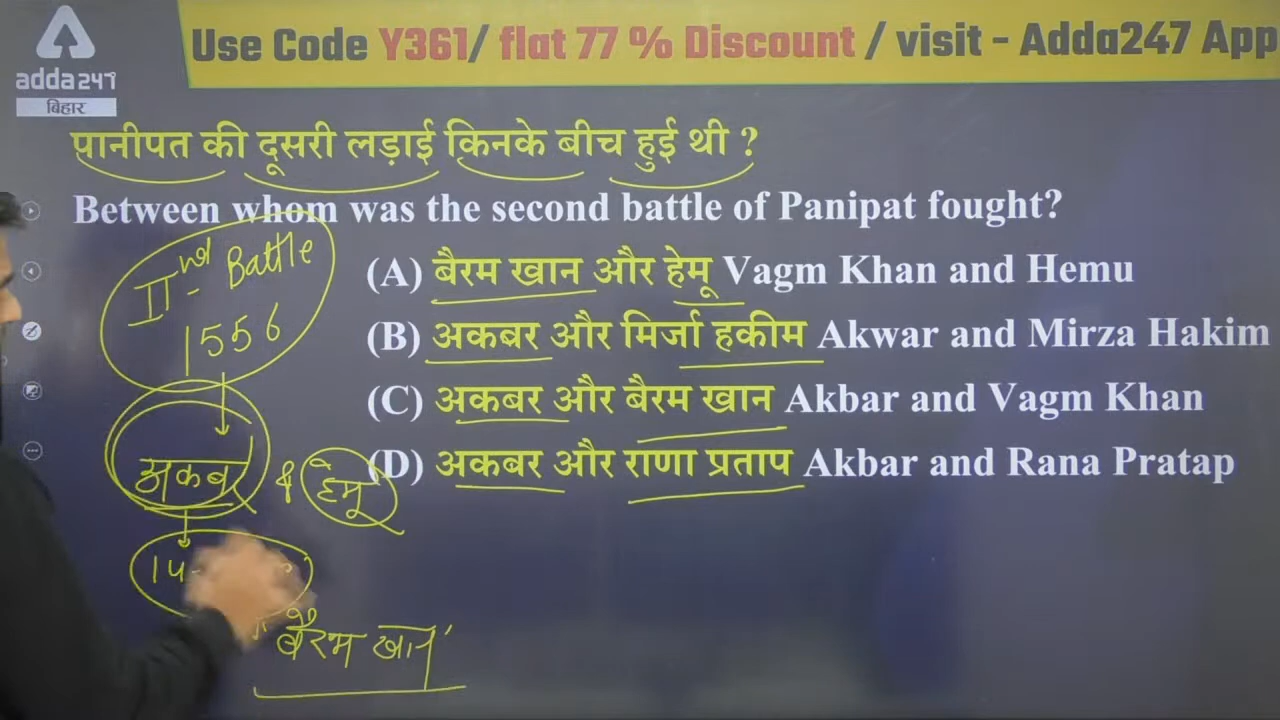 Use Code Y361/ flat 77 % Discount / visit - Adda247 App
adda247
बिहार
पानीपत की दूसरी लड़ाई किनके बीच हुई थी ?
Between whom was the second battle of Panipat fought?
(A) बैरम खान और हेमू Vagm Khan and Hemu
(B) अकबर और मिर्जा हकीम Akwar and Mirza Hakim
(C) अकबर और बैरम खान Akbar and Vagm Khan
(D) अकबर और राणा प्रताप Akbar and Rana Pratap
IInd Battle
1556
अकबर & हेमू
14
बैरम खान